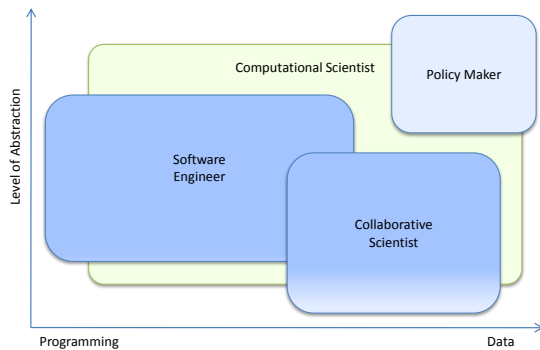 Computational Scientist
Policy Maker
Level of Abstraction
Software
Engineer
Collaborative
Scientist
Programming
Data